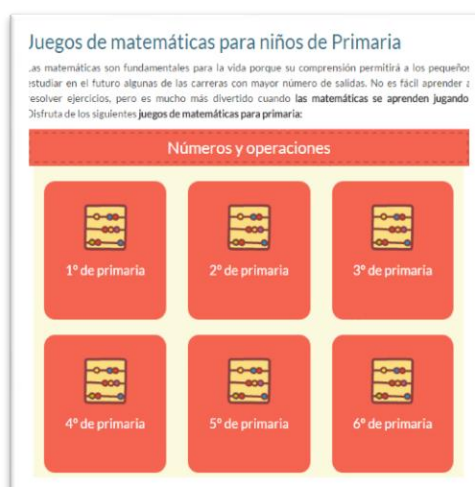 Juegos de matemáticas para niños de Primaria
Las matemáticas son fundamentales para la vida porque su comprensión permitirá a los pequeños
estudiar en el futuro algunas de las carreras con mayor número de salidas. No es fácil aprender a
resolver ejercicios, pero es mucho más divertido cuando las matemáticas se aprenden jugando
Disfruta de los siguientes juegos de matemáticas para primaria:
Números y operaciones
1º de primaria
2º de primaria
3º de primaria
4º de primaria
5º de primaria
6º de primaria